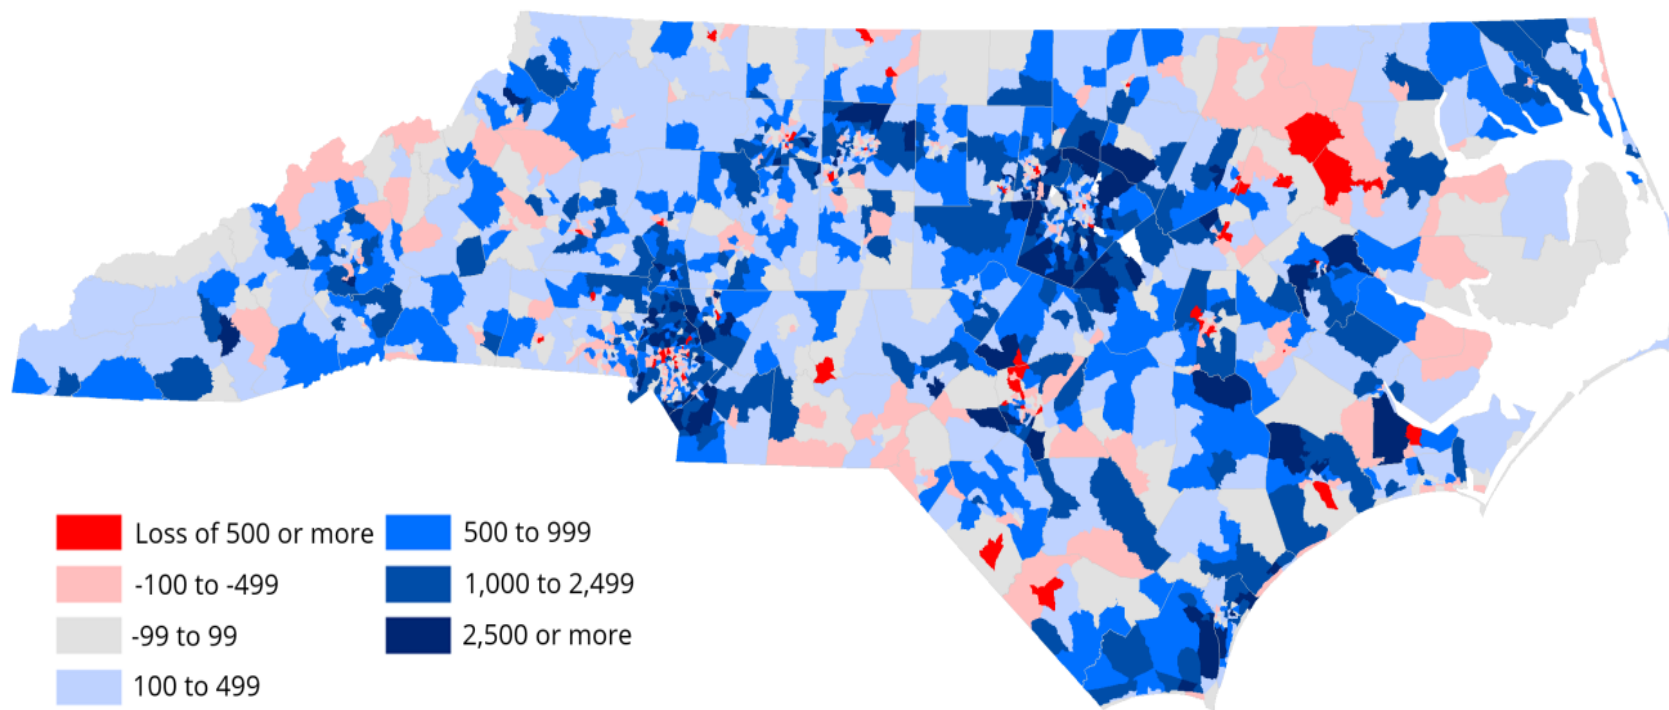 Loss of 500 or more
-100 to -499
-99 to 99
100 to 499
500 to 999
1,000 to 2,499
2,500 or more